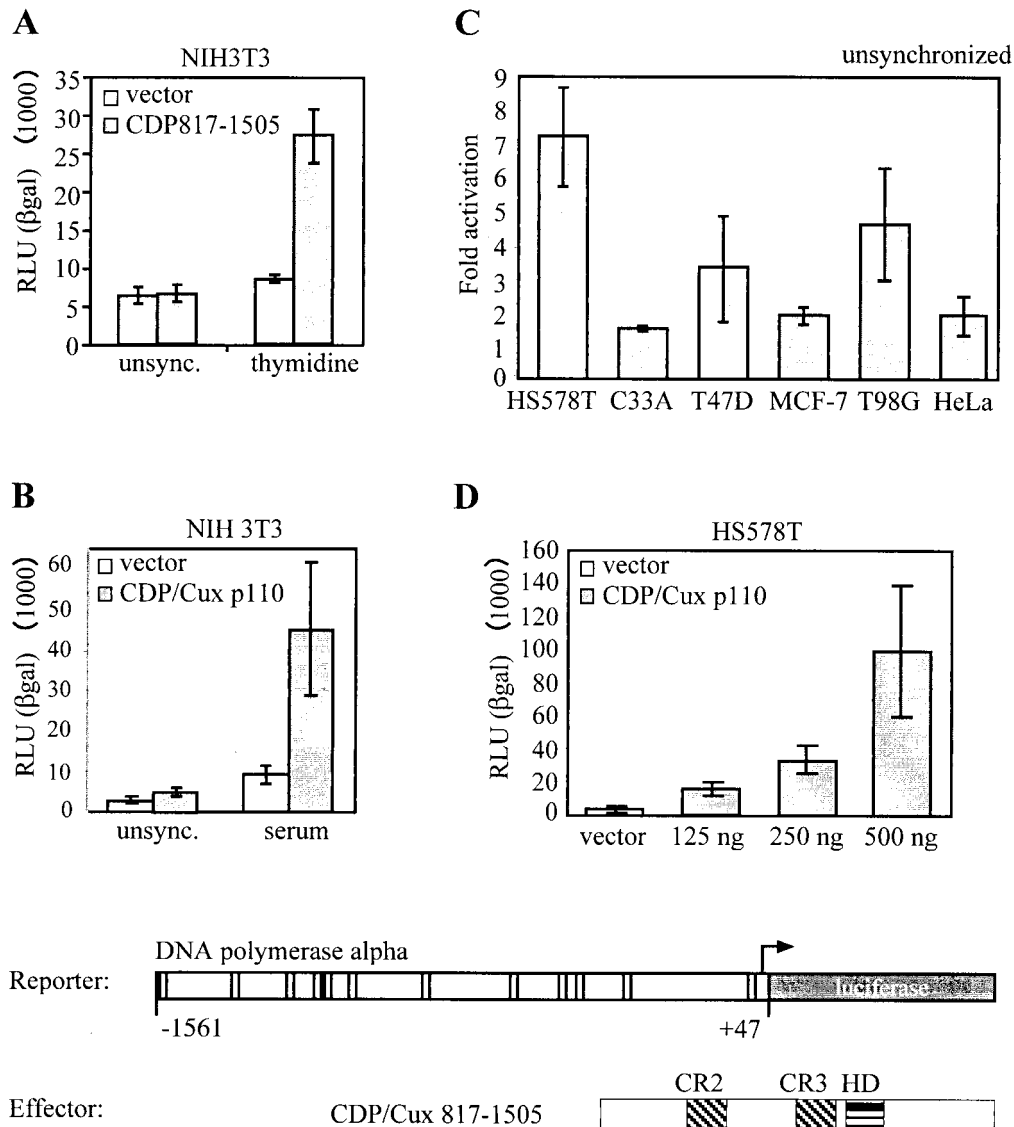 A
NIH3T3
RLU (βgal) (1000)
35
30
25
20
15
10
5
0
vector
CDP817-1505
unsync.
thymidine
C
unsynchronized
Fold activation
9
8
7
6
5
4
3
2
1
0
HS578T C33A T47D MCF-7 T98G HeLa
B
NIH 3T3
RLU (βgal) (1000)
60
50
40
30
20
10
0
vector
CDP/Cux p110
unsync.
serum
D
HS578T
RLU (βgal) (1000)
160
140
120
100
80
60
40
20
0
vector
CDP/Cux p110
vector 125 ng 250 ng 500 ng
DNA polymerase alpha
Reporter:
luciferase
-1561
+47
CR2 CR3 HD
Effector:
CDP/Cux 817-1505